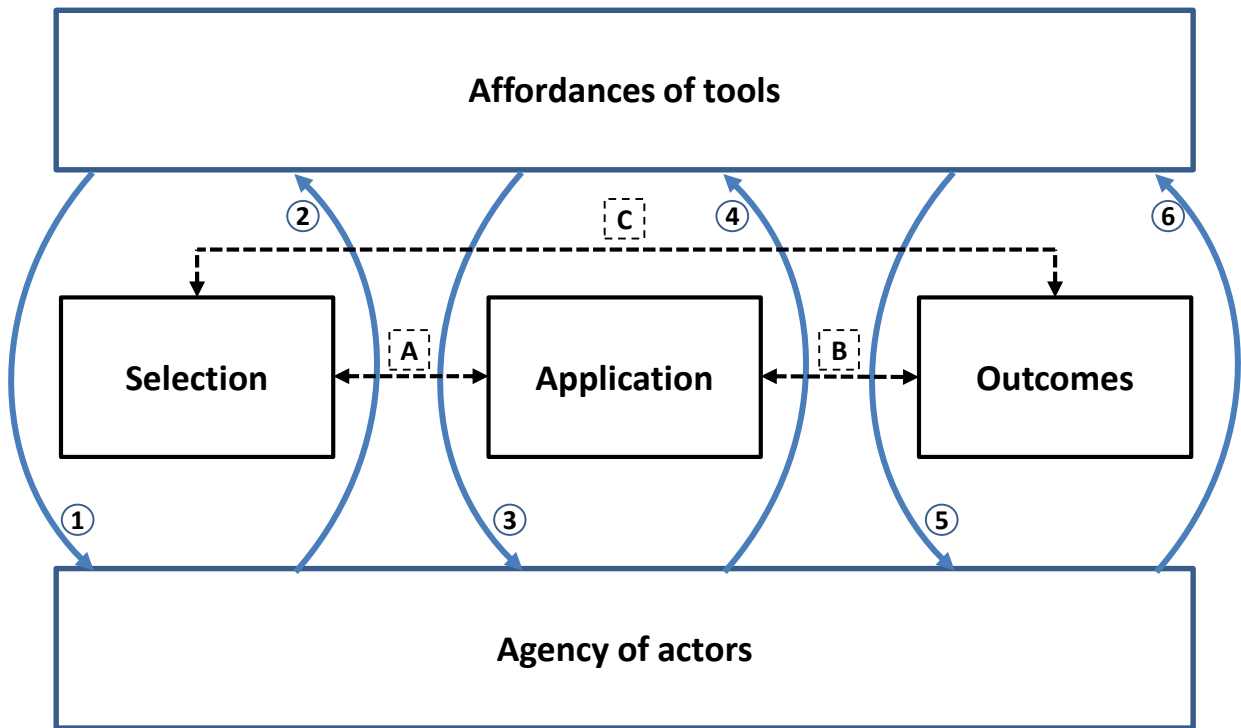 Affordances of tools
2
4
6
C
A
B
Selection
Application
Outcomes
1
3
5
Agency of actors